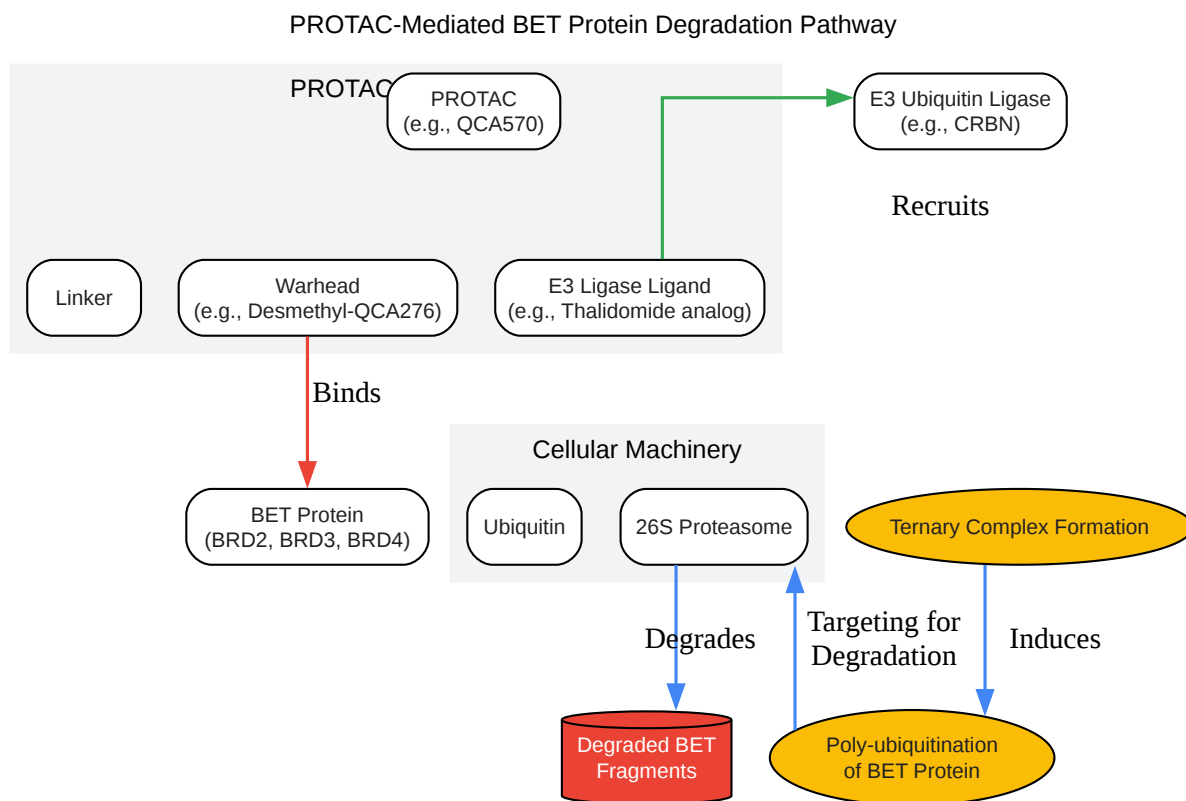 PROTAC-Mediated BET Protein Degradation Pathway
PROTAC
PROTAC
(e.g., QCA570)
E3 Ubiquitin Ligase
(e.g., CRBN)
Recruits
Linker
Warhead
(e.g., Desmethyl-QCA276)
E3 Ligase Ligand
(e.g., Thalidomide analog)
Binds
Cellular Machinery
BET Protein
(BRD2, BRD3, BRD4)
Ubiquitin
26S Proteasome
Ternary Complex Formation
Degrades
Targeting for
Degradation
Induces
Degraded BET
Fragments
Poly-ubiquitination
of BET Protein